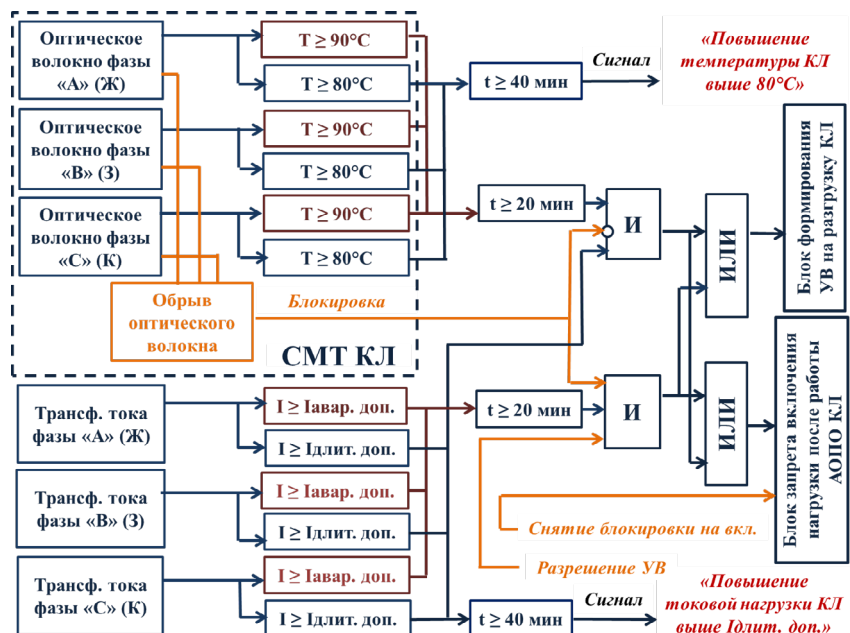 Оптическое
волокно фазы
«А» (Ж)
T ≥ 90°C
T ≥ 80°C
Оптическое
волокно фазы
«В» (З)
T ≥ 90°C
T ≥ 80°C
Оптическое
волокно фазы
«С» (К)
T ≥ 90°C
T ≥ 80°C
Обрыв
оптического
волокна
Блокировка
СМТ КЛ
t ≥ 40 мин
Сигнал
«Повышение
температуры КЛ
выше 80°С»
t ≥ 20 мин
И
ИЛИ
Блок формирования
УВ на разгрузку КЛ
Трансф. тока
фазы «А» (Ж)
I ≥ Iавар. доп.
I ≥ Iдлит. доп.
Трансф. тока
фазы «В» (З)
I ≥ Iавар. доп.
I ≥ Iдлит. доп.
Трансф. тока
фазы «С» (К)
I ≥ Iавар. доп.
I ≥ Iдлит. доп.
t ≥ 20 мин
И
ИЛИ
Блок запрета включения
нагрузки после работы
АОПО КЛ
Снятие блокировки на вкл.
Разрешение УВ
t ≥ 40 мин
Сигнал
«Повышение
токовой нагрузки КЛ
выше Iдлит. доп.»